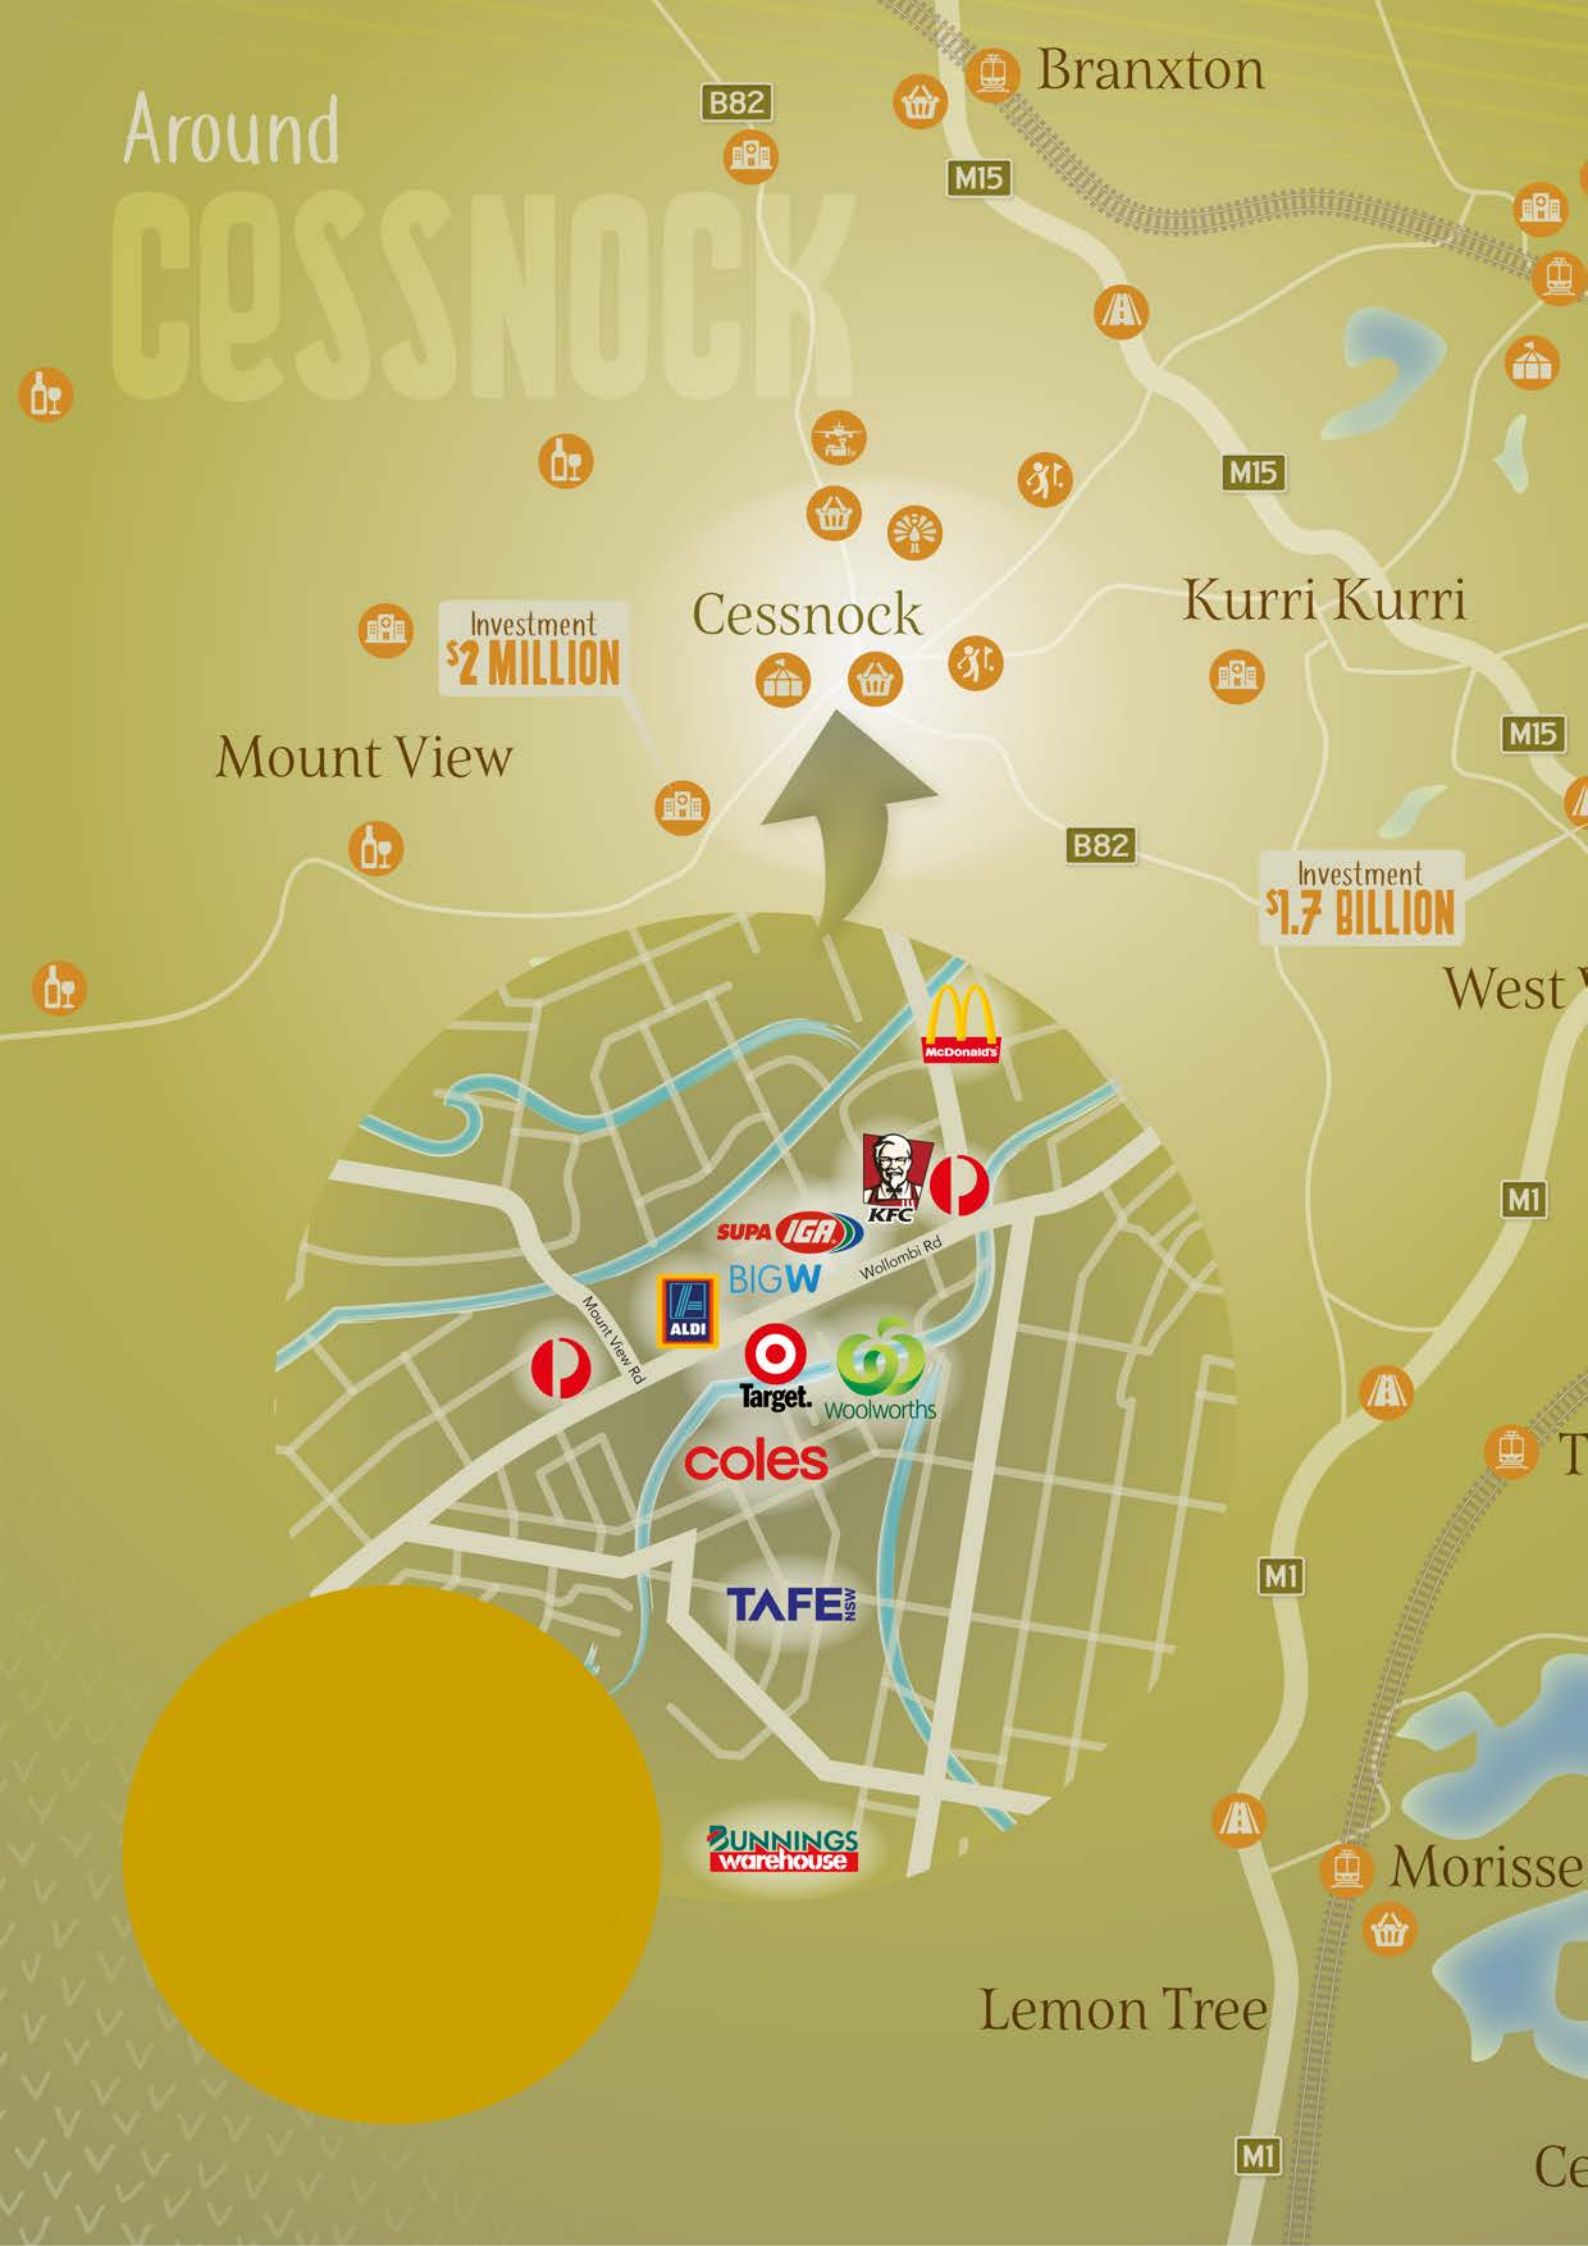 Branxton
B82
Around
M15
CESSNOCK
M15
Kurri Kurri
Cessnock
Investment
$2 MILLION
M15
Mount View
B82
Investment
$1.7 BILLION
West
McDonald's
KFC
M1
SUPA IGA
Wollombi Rd
BIGW
ALDI
Mount View Rd
Target.
Woolworths
coles
T
M1
TAFE NSW
BUNNINGS
warehouse
Morisse
Lemon Tree
M1
Ce